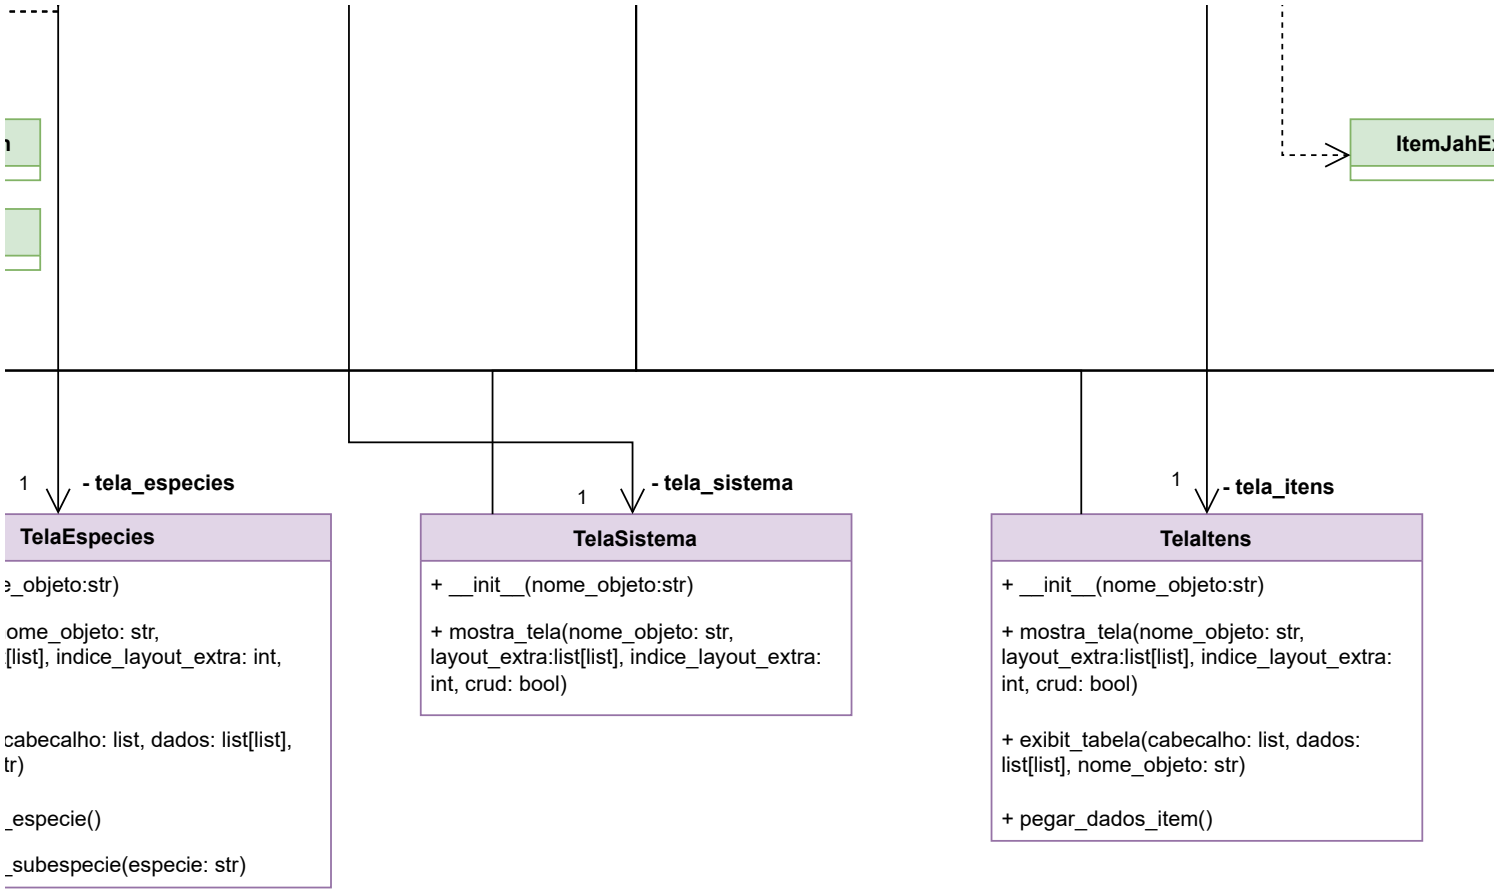 ItemJahEx
1
- tela_especies
1
- tela_sistema
1
- tela_itens
TelaEspecies
_objeto:str)
ome_objeto: str,
[list], indice_layout_extra: int,
cabecalho: list, dados: list[list],
tr)
_especie()
_subespecie(especie: str)
TelaSistema
+ __init__(nome_objeto:str)
+ mostra_tela(nome_objeto: str,
layout_extra:list[list], indice_layout_extra:
int, crud: bool)
TelaItens
+ __init__(nome_objeto:str)
+ mostra_tela(nome_objeto: str,
layout_extra:list[list], indice_layout_extra:
int, crud: bool)
+ exibit_tabela(cabecalho: list, dados:
list[list], nome_objeto: str)
+ pegar_dados_item()